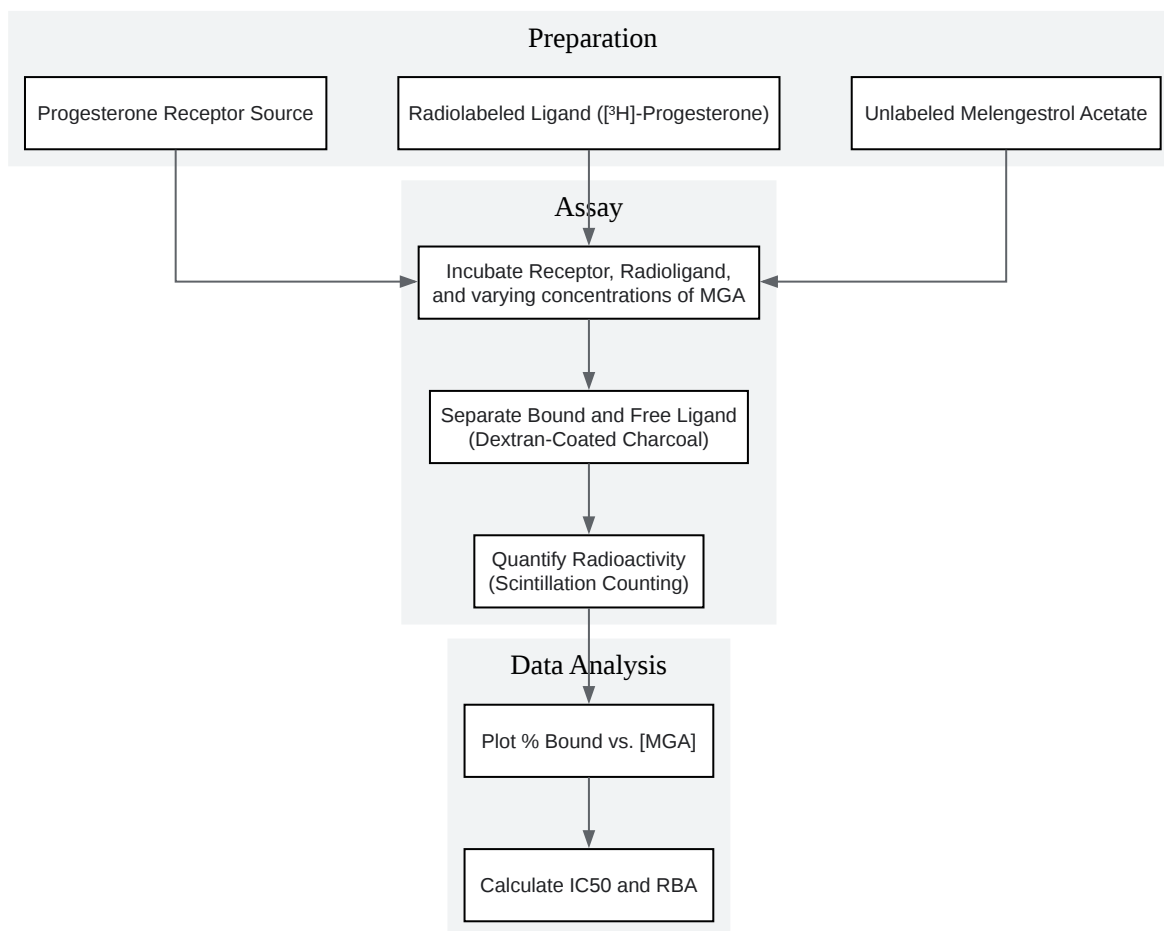 Preparation
Progesterone Receptor Source
Radiolabeled Ligand ([³H]-Progesterone)
Unlabeled Melengestrol Acetate
Assay
Incubate Receptor, Radioligand,
and varying concentrations of MGA
Separate Bound and Free Ligand
(Dextran-Coated Charcoal)
Quantify Radioactivity
(Scintillation Counting)
Data Analysis
Plot % Bound vs. [MGA]
Calculate IC50 and RBA